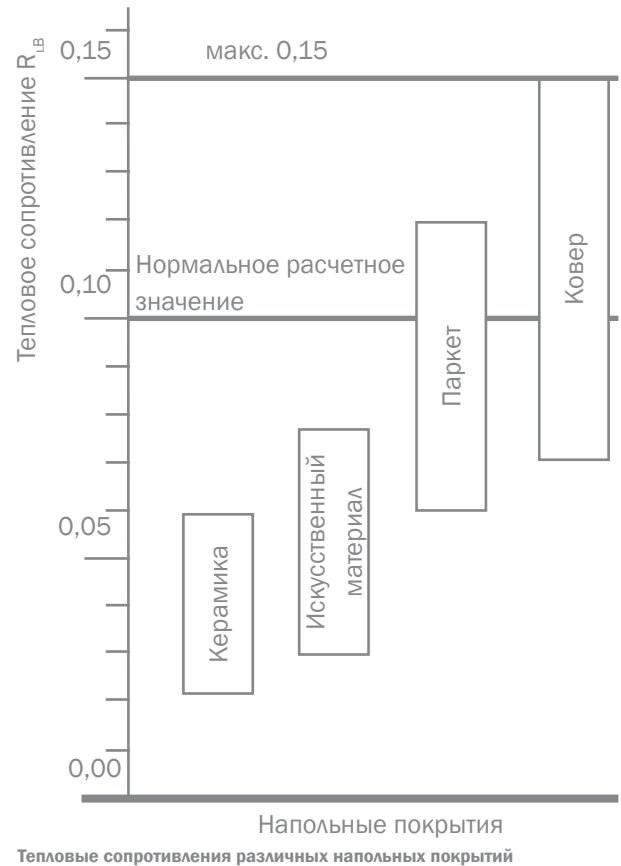 Тепловое сопротивление R_LB
0,15
макс. 0,15
0,10
Нормальное расчетное
значение
0,05
0,00
Керамика
Искусственный
материал
Паркет
Ковер
Напольные покрытия
Тепловые сопротивления различных напольных покрытий